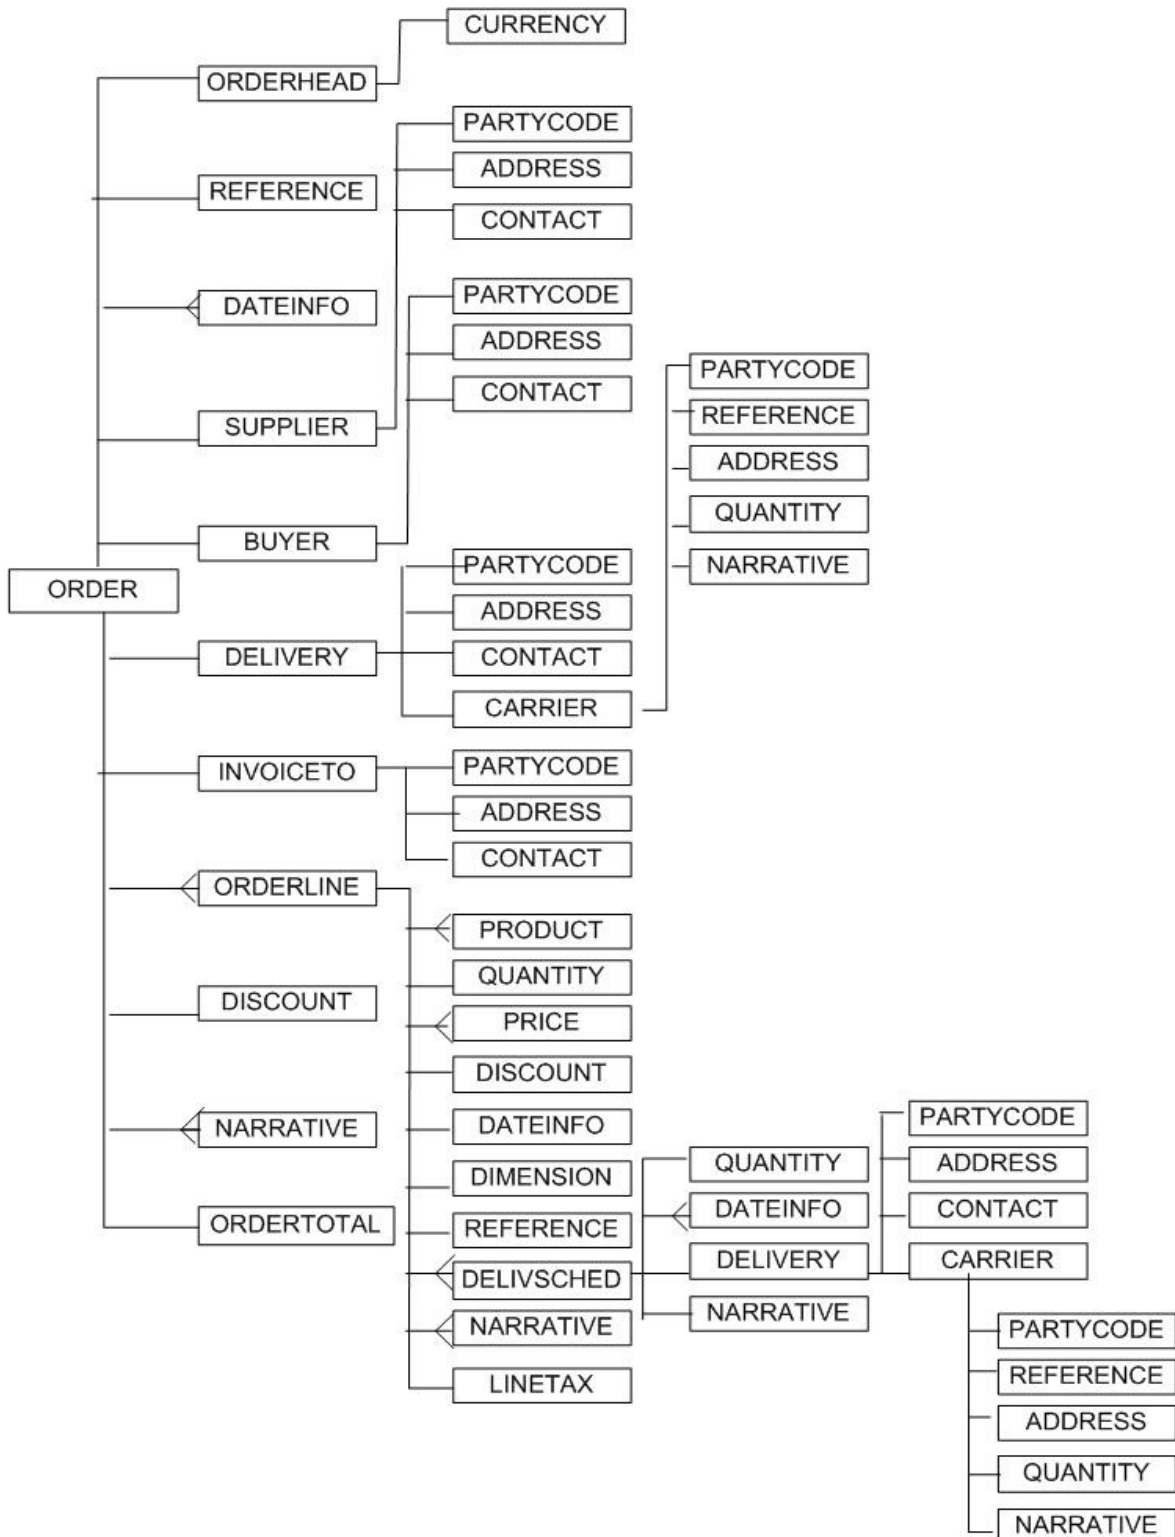 CURRENCY
ORDERHEAD
PARTYCODE
ADDRESS
REFERENCE
CONTACT
PARTYCODE
DATEINFO
ADDRESS
PARTYCODE
CONTACT
REFERENCE
SUPPLIER
ADDRESS
QUANTITY
BUYER
PARTYCODE
NARRATIVE
ORDER
ADDRESS
DELIVERY
CONTACT
CARRIER
INVOICETO
PARTYCODE
ADDRESS
CONTACT
ORDERLINE
PRODUCT
QUANTITY
DISCOUNT
PRICE
DISCOUNT
PARTYCODE
NARRATIVE
DATEINFO
QUANTITY
ADDRESS
DIMENSION
DATEINFO
CONTACT
ORDERTOTAL
REFERENCE
DELIVERY
CARRIER
DELIVSCHED
NARRATIVE
NARRATIVE
PARTYCODE
REFERENCE
LINETAX
ADDRESS
QUANTITY
NARRATIVE